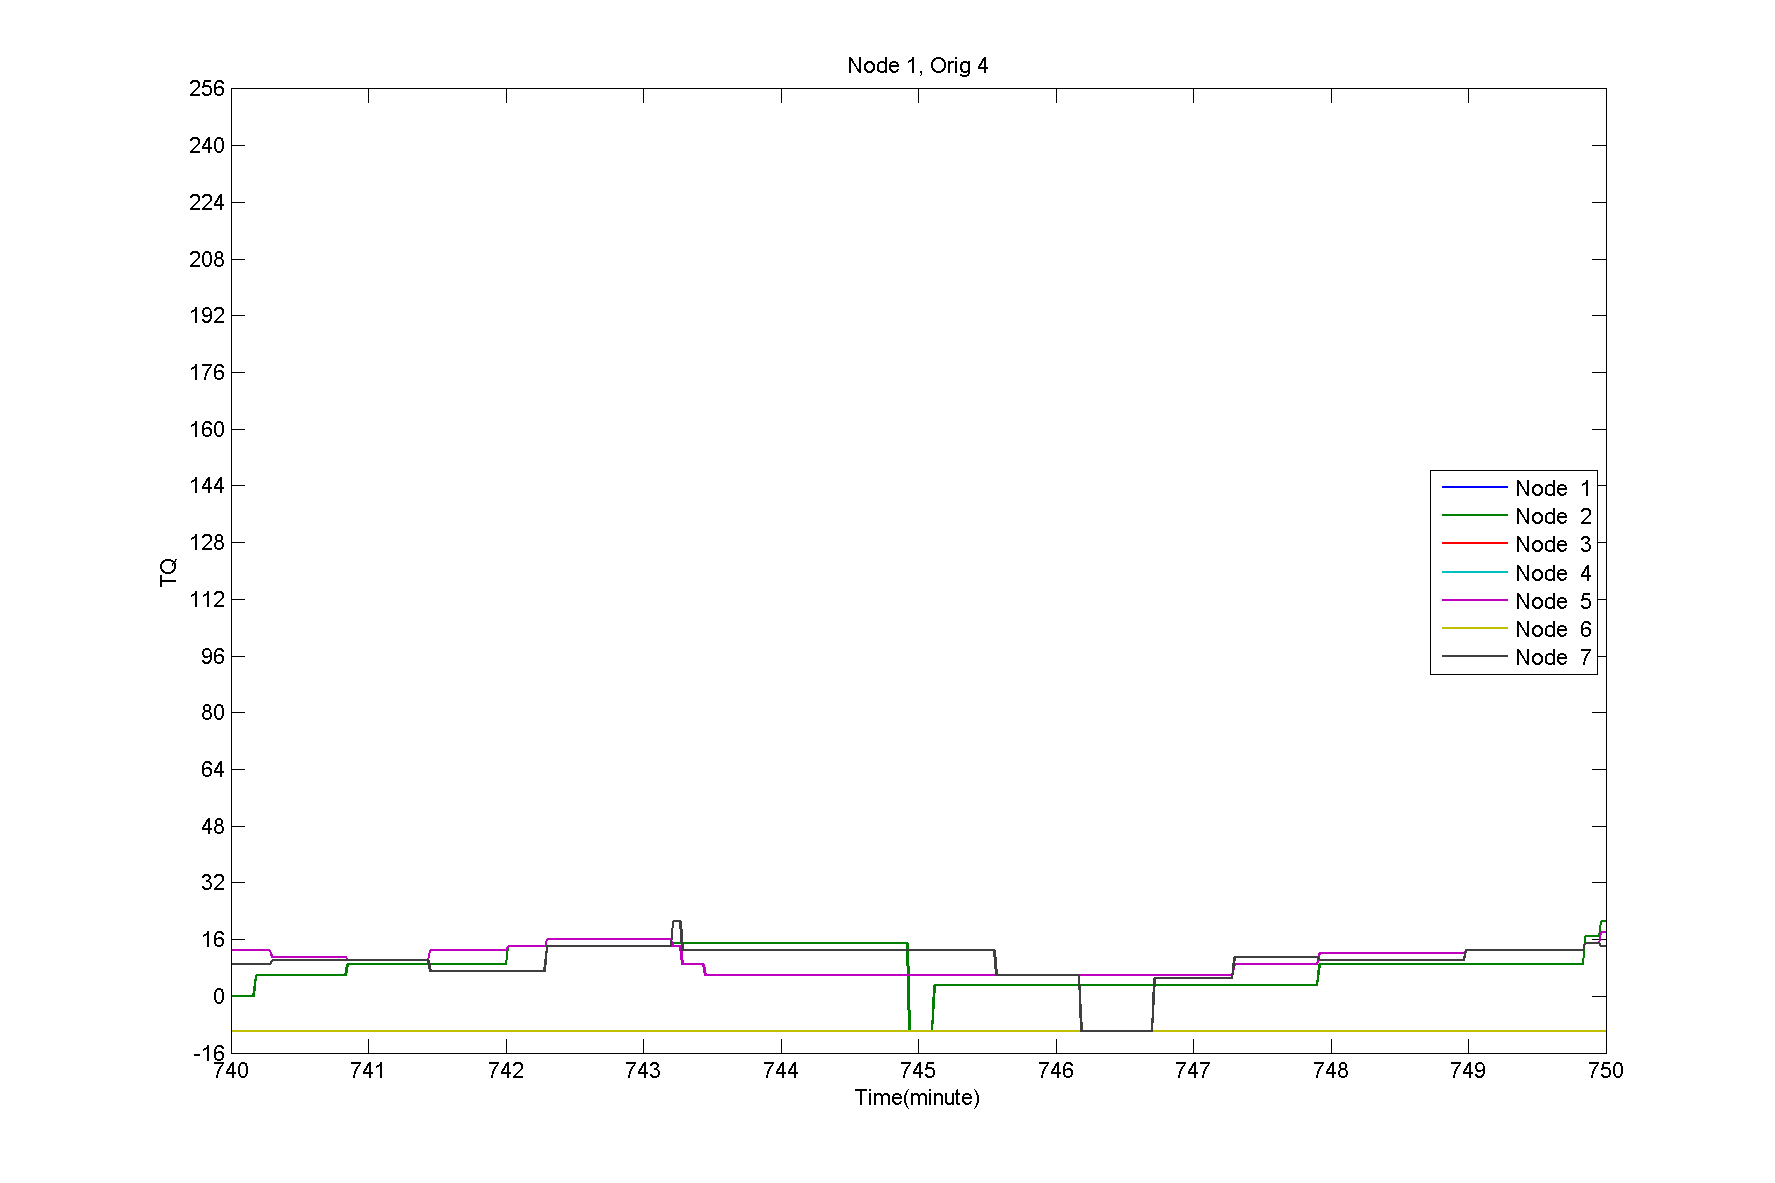 Node 1, Orig 4
256
240
224
208
192
176
160
144
128
112
96
80
64
48
32
16
0
-16
TQ
Node 1
Node 2
Node 3
Node 4
Node 5
Node 6
Node 7
740 741 742 743 744 745 746 747 748 749 750
Time(minute)